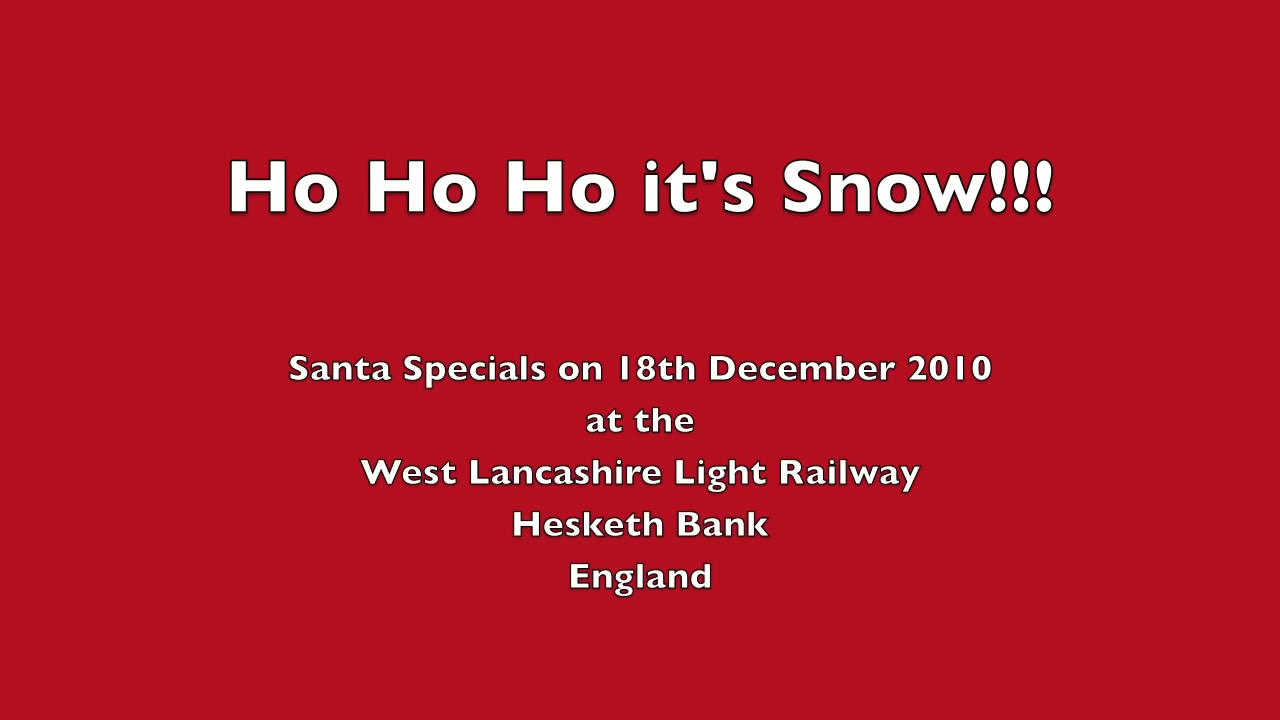 Ho Ho Ho it's Snow!!!
Santa Specials on 18th December 2010
at the
West Lancashire Light Railway
Hesketh Bank
England